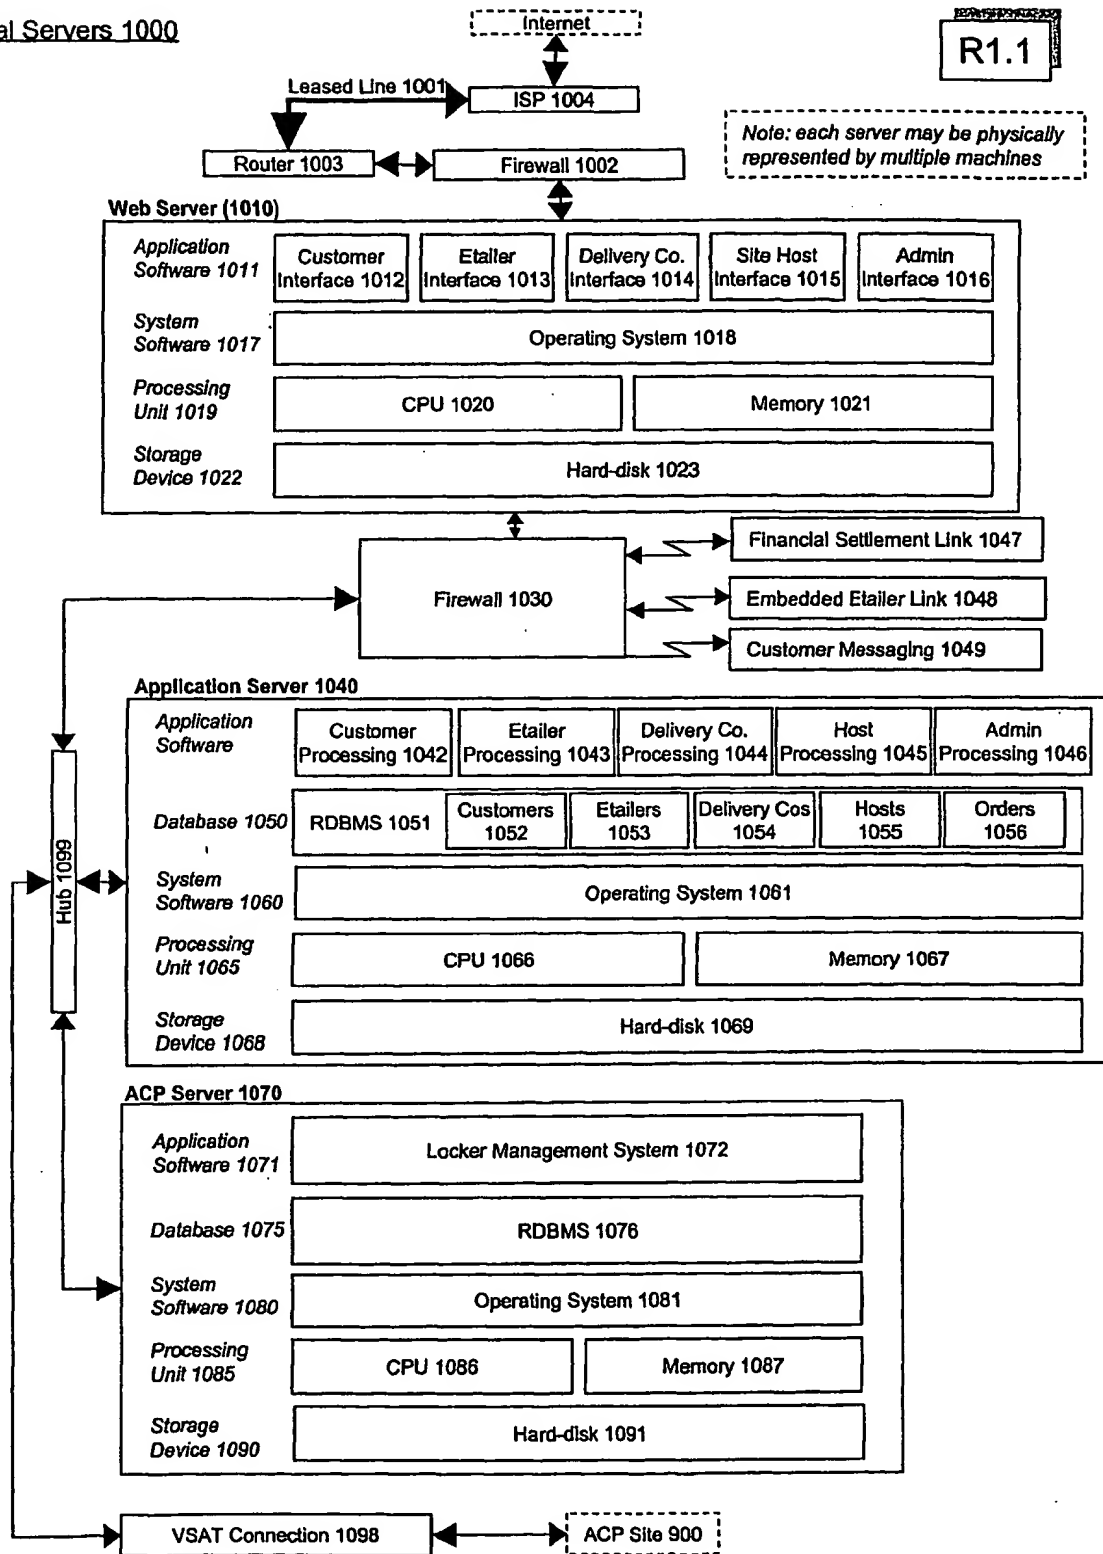 al Servers 1000
Internet
R1.1
Leased Line 1001
ISP 1004
Note: each server may be physically
represented by multiple machines
Router 1003
Firewall 1002
Web Server (1010)
Application
Software 1011
Customer
Interface 1012
Etailer
Interface 1013
Delivery Co.
Interface 1014
Site Host
Interface 1015
Admin
Interface 1016
System
Software 1017
Operating System 1018
Processing
Unit 1019
CPU 1020
Memory 1021
Storage
Device 1022
Hard-disk 1023
Firewall 1030
Financial Settlement Link 1047
Embedded Etailer Link 1048
Customer Messaging 1049
Application Server 1040
Application
Software
Customer
Processing 1042
Etailer
Processing 1043
Delivery Co.
Processing 1044
Host
Processing 1045
Admin
Processing 1046
Database 1050
RDBMS 1051
Customers
1052
Etailers
1053
Delivery Cos
1054
Hosts
1055
Orders
1056
Hub 1099
System
Software 1060
Operating System 1061
Processing
Unit 1065
CPU 1066
Memory 1067
Storage
Device 1068
Hard-disk 1069
ACP Server 1070
Application
Software 1071
Locker Management System 1072
Database 1075
RDBMS 1076
System
Software 1080
Operating System 1081
Processing
Unit 1085
CPU 1086
Memory 1087
Storage
Device 1090
Hard-disk 1091
VSAT Connection 1098
ACP Site 900